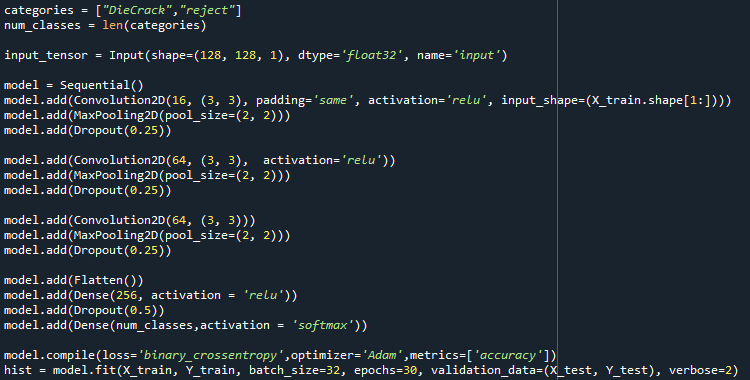 categories = ["DieCrack","reject"]
num_classes = len(categories)
input_tensor = Input(shape=(128, 128, 1), dtype='float32', name='input')
model = Sequential()
model.add(Convolution2D(16, (3, 3), padding='same', activation='relu', input_shape=(X_train.shape[1:])))
model.add(MaxPooling2D(pool_size=(2, 2)))
model.add(Dropout(0.25))
model.add(Convolution2D(64, (3, 3),  activation='relu'))
model.add(MaxPooling2D(pool_size=(2, 2)))
model.add(Dropout(0.25))
model.add(Convolution2D(64, (3, 3)))
model.add(MaxPooling2D(pool_size=(2, 2)))
model.add(Dropout(0.25))
model.add(Flatten())
model.add(Dense(256, activation = 'relu'))
model.add(Dropout(0.5))
model.add(Dense(num_classes,activation = 'softmax'))
model.compile(loss='binary_crossentropy',optimizer='Adam',metrics=['accuracy'])
hist = model.fit(X_train, Y_train, batch_size=32, epochs=30, validation_data=(X_test, Y_test), verbose=2)